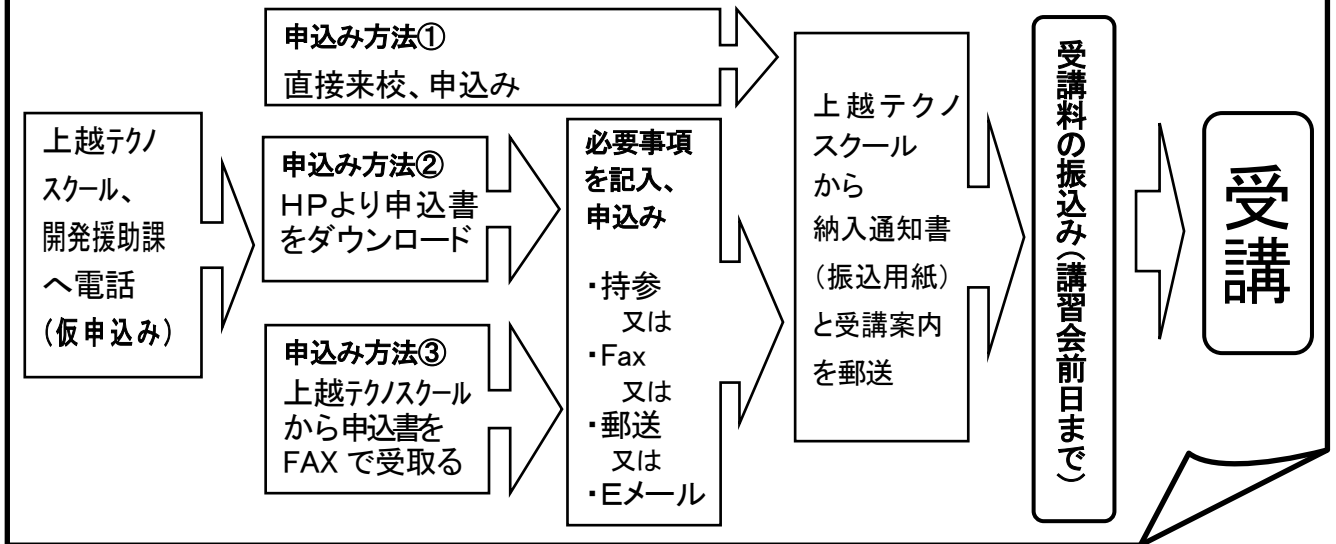 上越テクノ
スクール、
開発援助課
へ電話
(仮申込み)
申込み方法①
直接来校、申込み
申込み方法②
HPより申込書
をダウンロード
申込み方法③
上越テクノスクール
から申込書を
FAX で受取る
必要事項
を記入、
申込み
・持参
又は
・Fax
又は
・郵送
又は
・Eメール
上越テクノ
スクール
から
納入通知書
(振込用紙)
と受講案内
を郵送
受講料の振込み(講習会前日まで)
受講